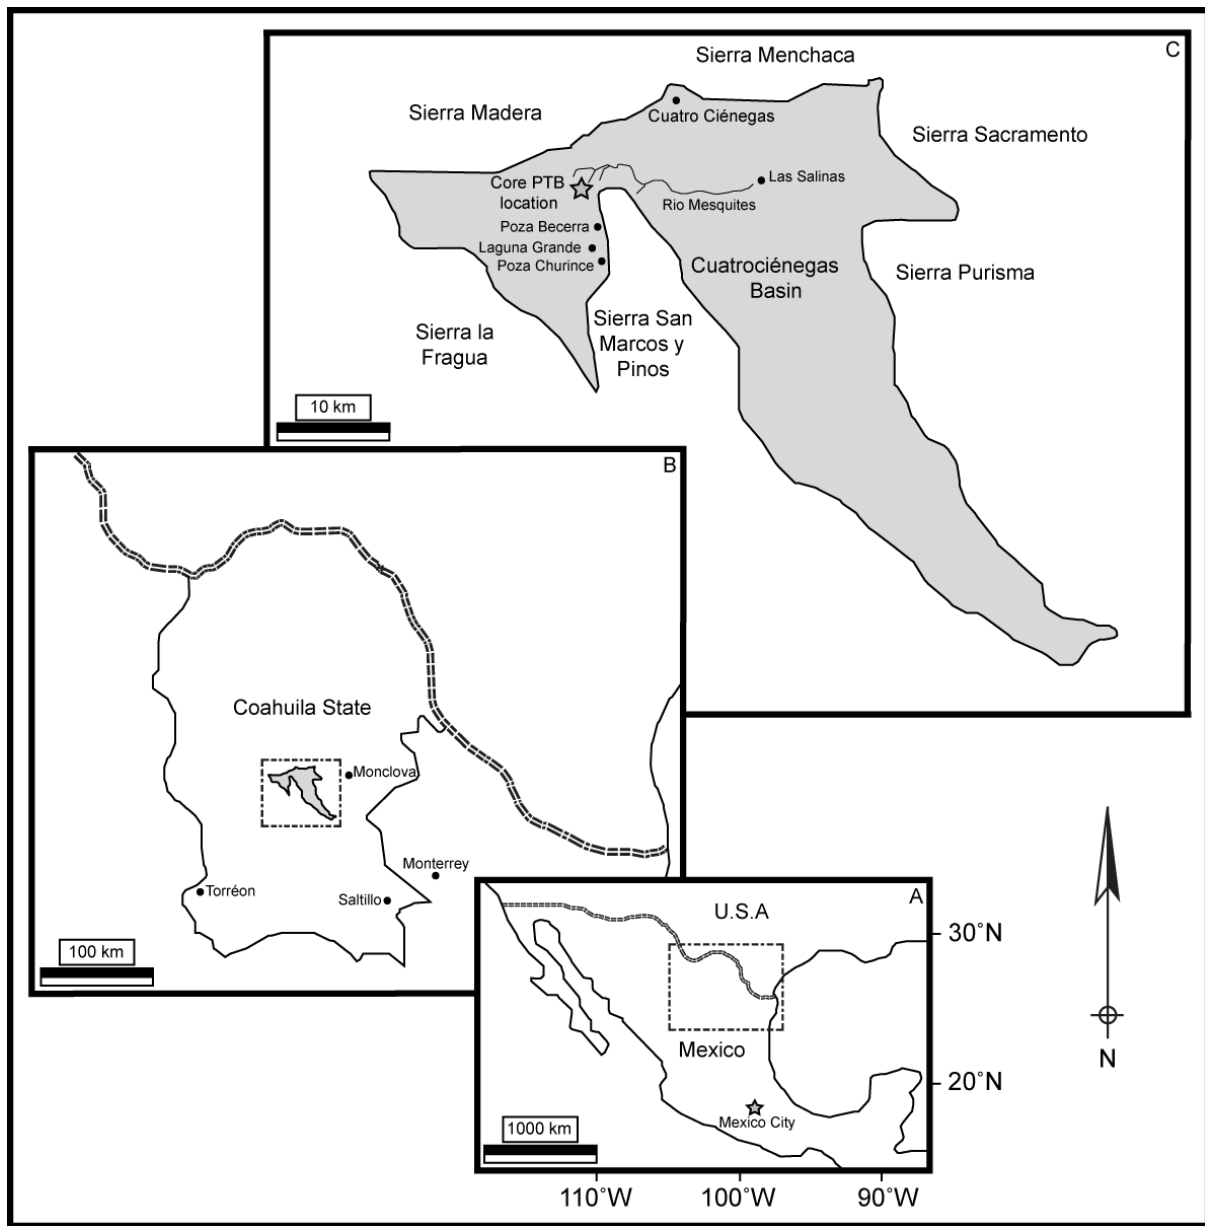 C
Sierra Menchaca
Sierra Madera
Cuatro Ciénegas
Sierra Sacramento
Core PTB
location
Las Salinas
Rio Mesquites
Poza Becerra
Laguna Grande
Poza Churince
Cuatrociénegas
Basin
Sierra Purisma
Sierra la
Fragua
Sierra San
Marcos y
Pinos
10 km
B
Coahuila State
Monclova
Monterrey
Torréon
Saltillo
100 km
A
U.S.A
30˚N
Mexico
20˚N
Mexico City
1000 km
110˚W
100˚W
90˚W
N